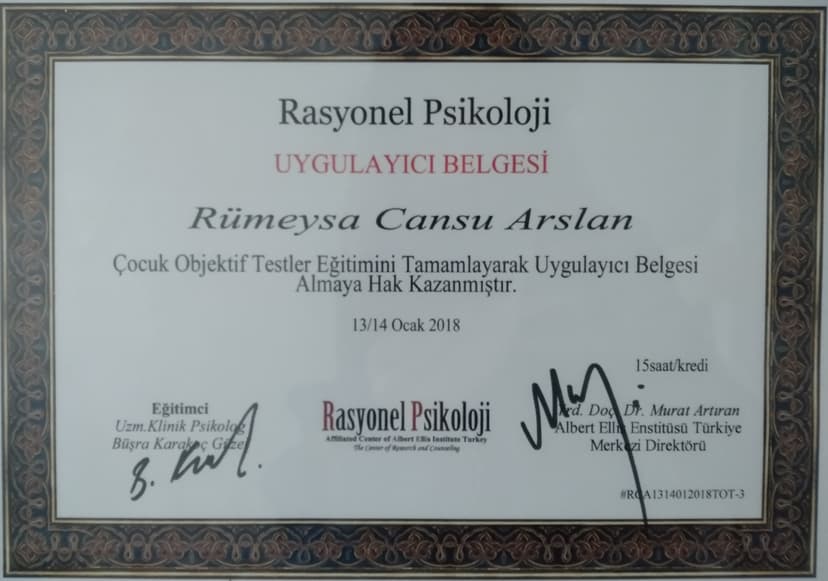 Rasyonel Psikoloji
UYGULAYICI BELGESİ
Rümeysa Cansu Arslan
Çocuk Objektif Testler Eğitimini Tamamlayarak Uygulayıcı Belgesi
Almaya Hak Kazanmıştır.
13/14 Ocak 2018
15saat/kredi
Eğitimci
Uzm.Klinik Psikolog
Büşra Karakoç Güzel
Rasyonel Psikoloji
Affiliated Center of Albert Ellis Institute Turkey
The Center of Research and Counseling
Yrd. Doç. Dr. Murat Artıran
Albert Ellis Enstitüsü Türkiye
Merkezi Direktörü
#RCA1314012018TOT-3